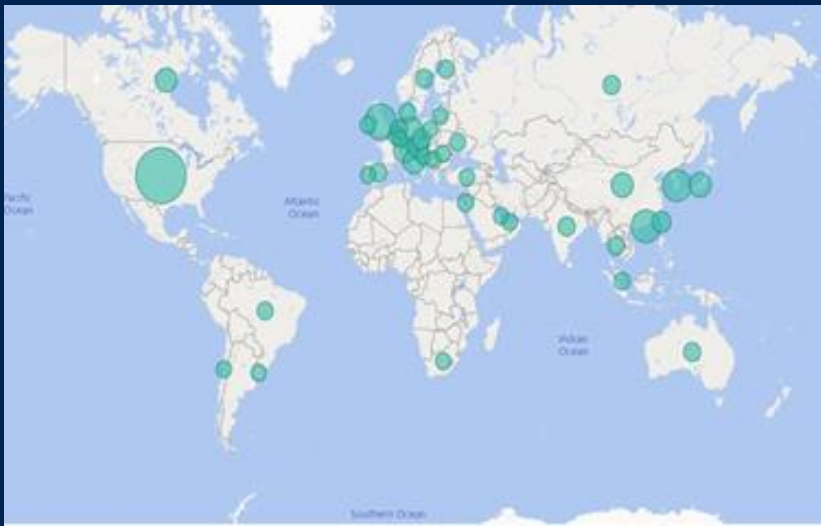 Pacific
Ocean
Atlantic
Ocean
Indian
Ocean
Southern Ocean